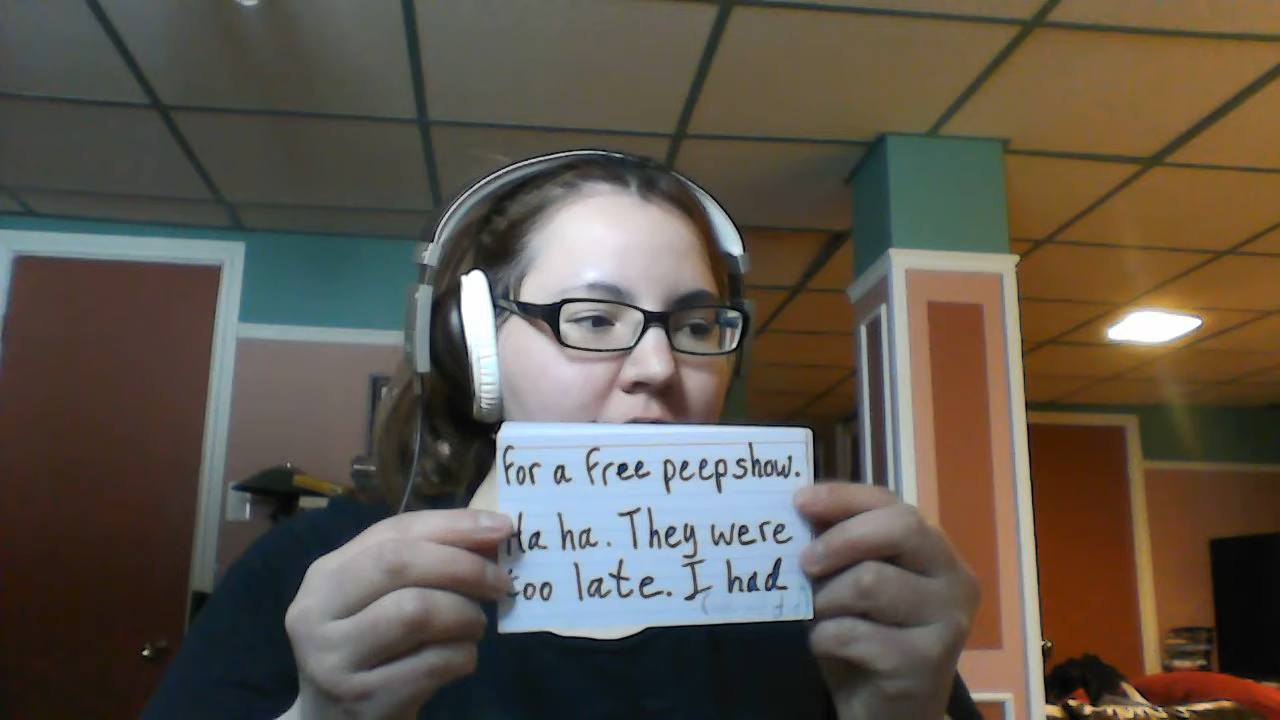 for a free peepshow.
Ha ha. They were
too late. I had